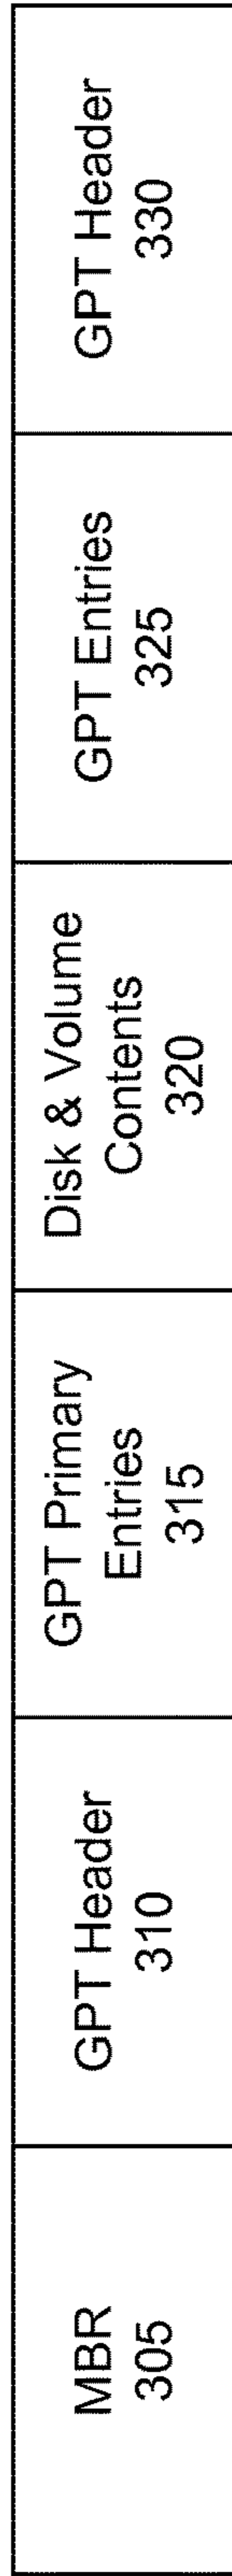 MBR
305
GPT Header
310
GPT Primary
Entries
315
Disk & Volume
Contents
320
GPT Entries
325
GPT Header
330